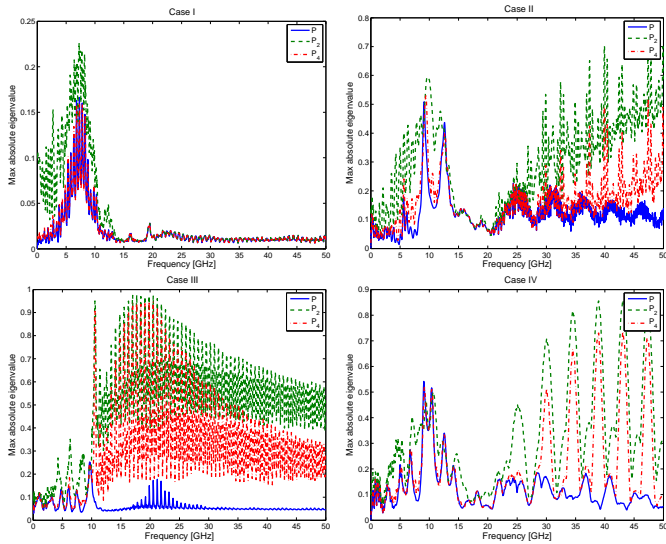 Case I
Max absolute eigenvalue
0.25
0.2
0.15
0.1
0.05
0
0 5 10 15 20 25 30 35 40 45 50
Frequency [GHz]
P
P2
P4
Case II
Max absolute eigenvalue
0.8
0.7
0.6
0.5
0.4
0.3
0.2
0.1
0
0 5 10 15 20 25 30 35 40 45 50
Frequency [GHz]
P
P2
P4
Case III
Max absolute eigenvalue
1
0.9
0.8
0.7
0.6
0.5
0.4
0.3
0.2
0.1
0
0 5 10 15 20 25 30 35 40 45 50
Frequency [GHz]
P
P2
P4
Case IV
Max absolute eigenvalue
0.9
0.8
0.7
0.6
0.5
0.4
0.3
0.2
0.1
0
0 5 10 15 20 25 30 35 40 45 50
Frequency [GHz]
P
P2
P4